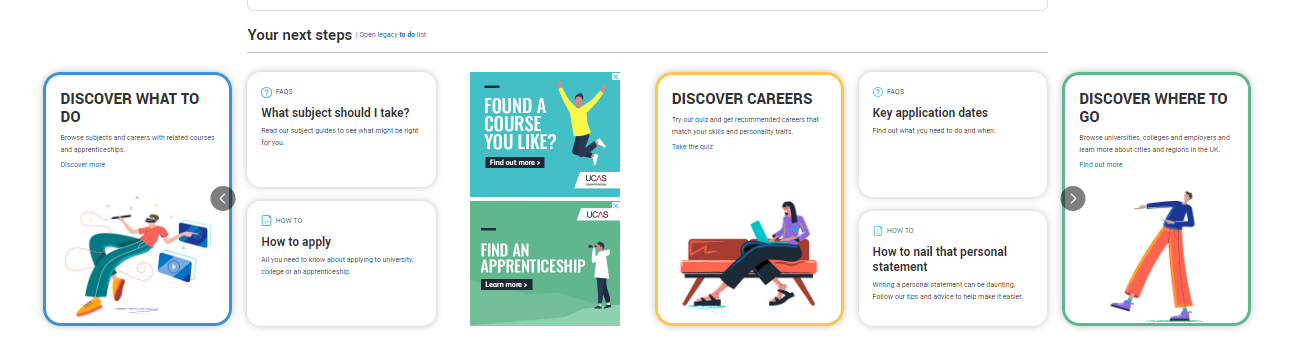 Your next steps | Open legacy to do list
DISCOVER WHAT TO
DO
Browse subjects and careers with related courses
and apprenticeships.
Discover more
FAQS
What subject should I take?
Read our subject guides to see what might be right
for you.
HOW TO
How to apply
All you need to know about applying to university,
college or an apprenticeship.
FOUND A
COURSE
YOU LIKE?
Find out more >
UCAS
Apprenticeships
UCAS
FIND AN
APPRENTICESHIP
Learn more >
DISCOVER CAREERS
Try our quiz and get recommended careers that
match your skills and personality traits.
Take the quiz
FAQS
Key application dates
Find out what you need to do and when.
HOW TO
How to nail that personal
statement
Writing a personal statement can be daunting.
Follow our tips and advice to help make it easier.
DISCOVER WHERE TO
GO
Browse universities, colleges and employers and
learn more about cities and regions in the UK.
Find out more